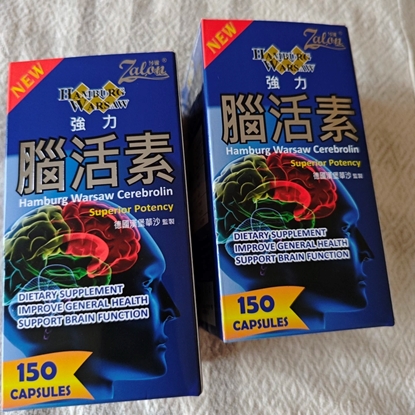 NEW
Zalon
HAMBURG
WARSAW
強力
腦活素
Hamburg Warsaw Cerebrolin
Superior Potency
德國漢堡華沙 監製
DIETARY SUPPLEMENT
IMPROVE GENERAL HEALTH
SUPPORT BRAIN FUNCTION
150
CAPSULES
NEW
Zalon
HAMBURG
WARSAW
強力
腦活素
Hamburg Warsaw Cerebrolin
Superior Potency
德國漢堡華沙 監製
DIETARY SUPPLEMENT
IMPROVE GENERAL HEALTH
SUPPORT BRAIN FUNCTION
150
CAPSULES